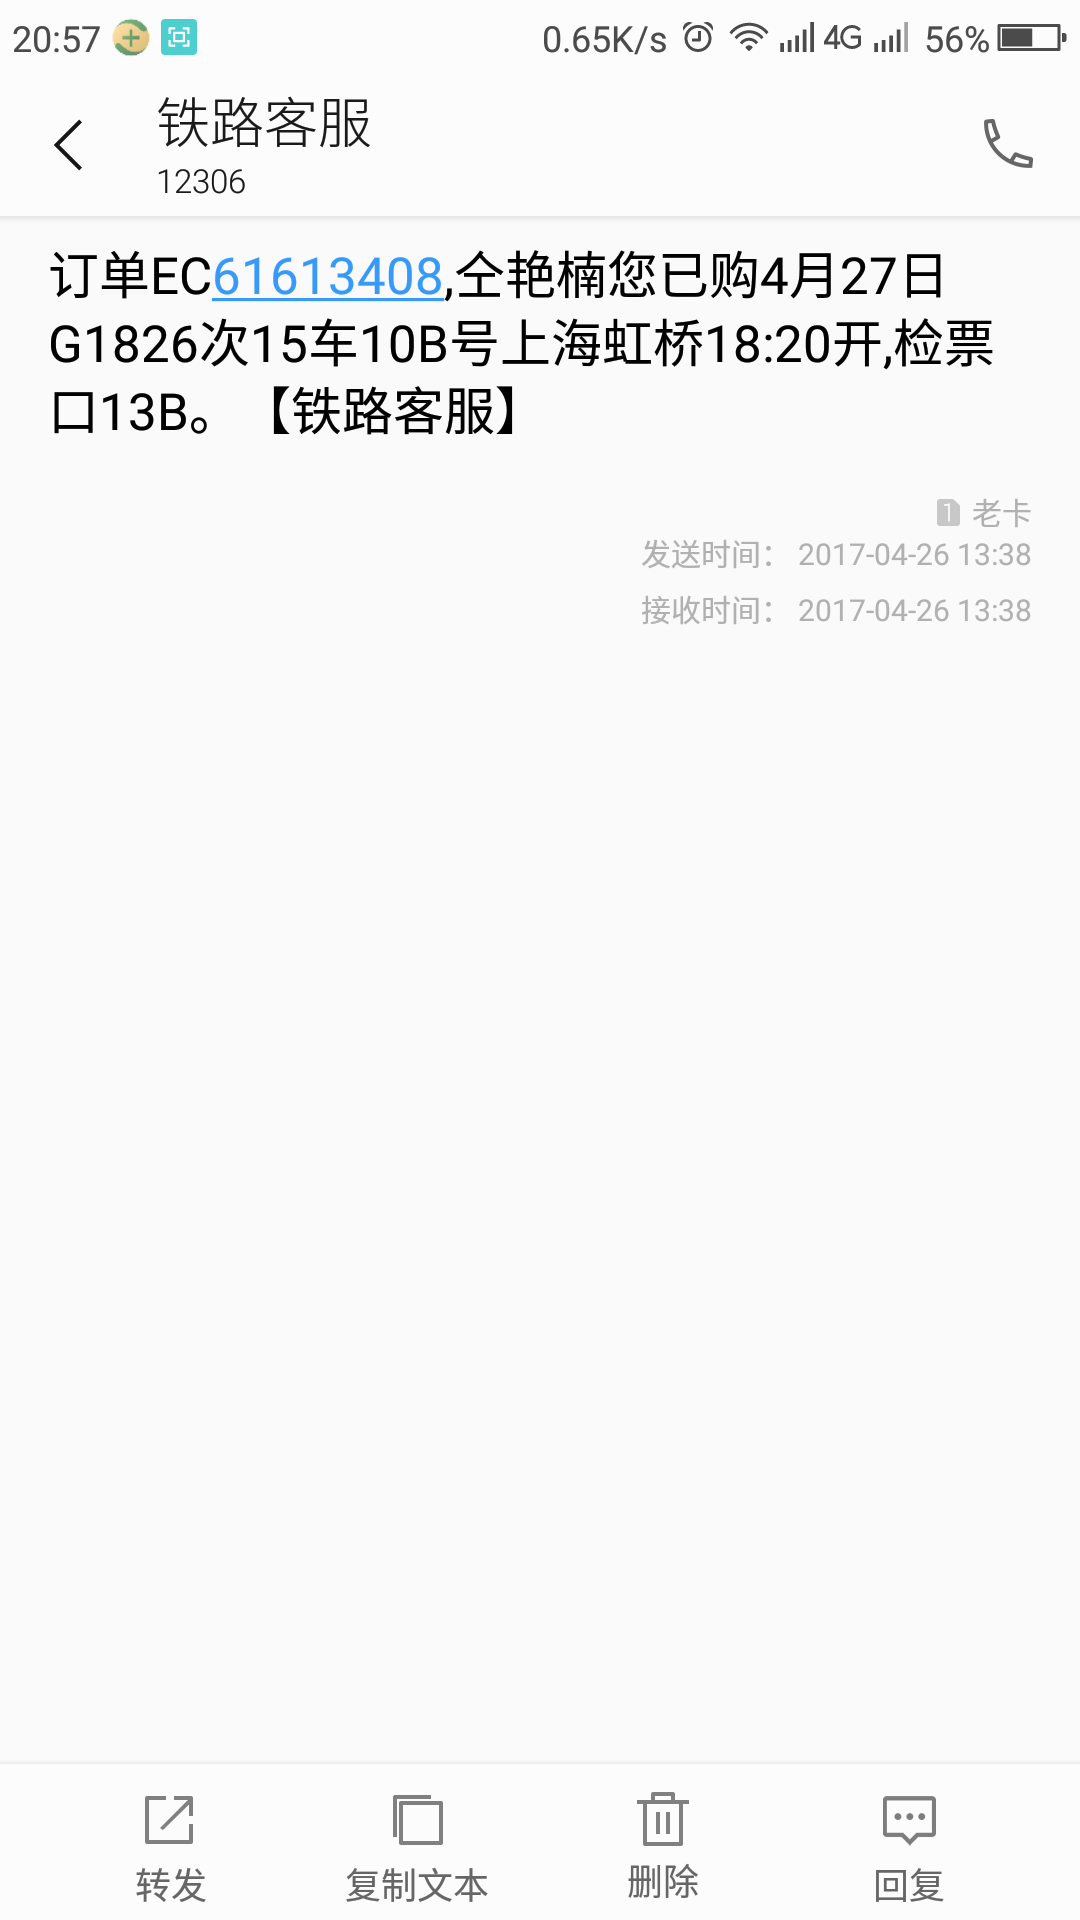 20:57 0.65K/s 4G 56%
铁路客服
12306
订单EC61613408,仝艳楠您已购4月27日
G1826次15车10B号上海虹桥18:20开,检票
口13B。【铁路客服】
1 老卡
发送时间： 2017-04-26 13:38
接收时间： 2017-04-26 13:38
转发 复制文本 删除 回复